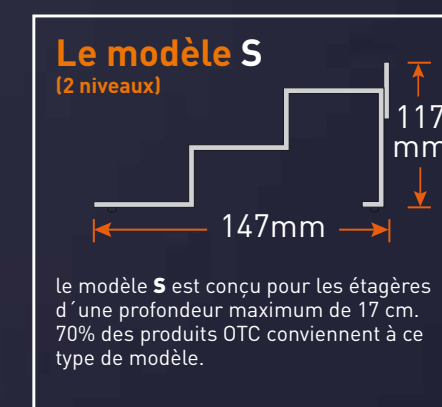 Le modèle S
(2 niveaux)
117
mm
147mm
le modèle S est conçu pour les étagères
d´une profondeur maximum de 17 cm.
70% des produits OTC conviennent à ce
type de modèle.